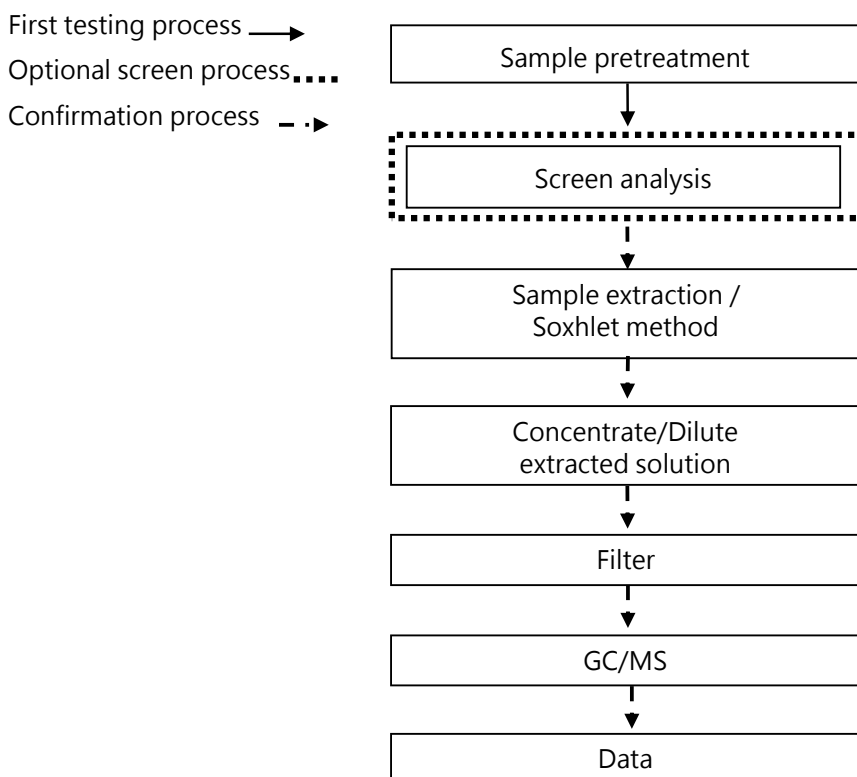 First testing process
Optional screen process
Confirmation process
Sample pretreatment
Screen analysis
Sample extraction /
Soxhlet method
Concentrate/Dilute
extracted solution
Filter
GC/MS
Data